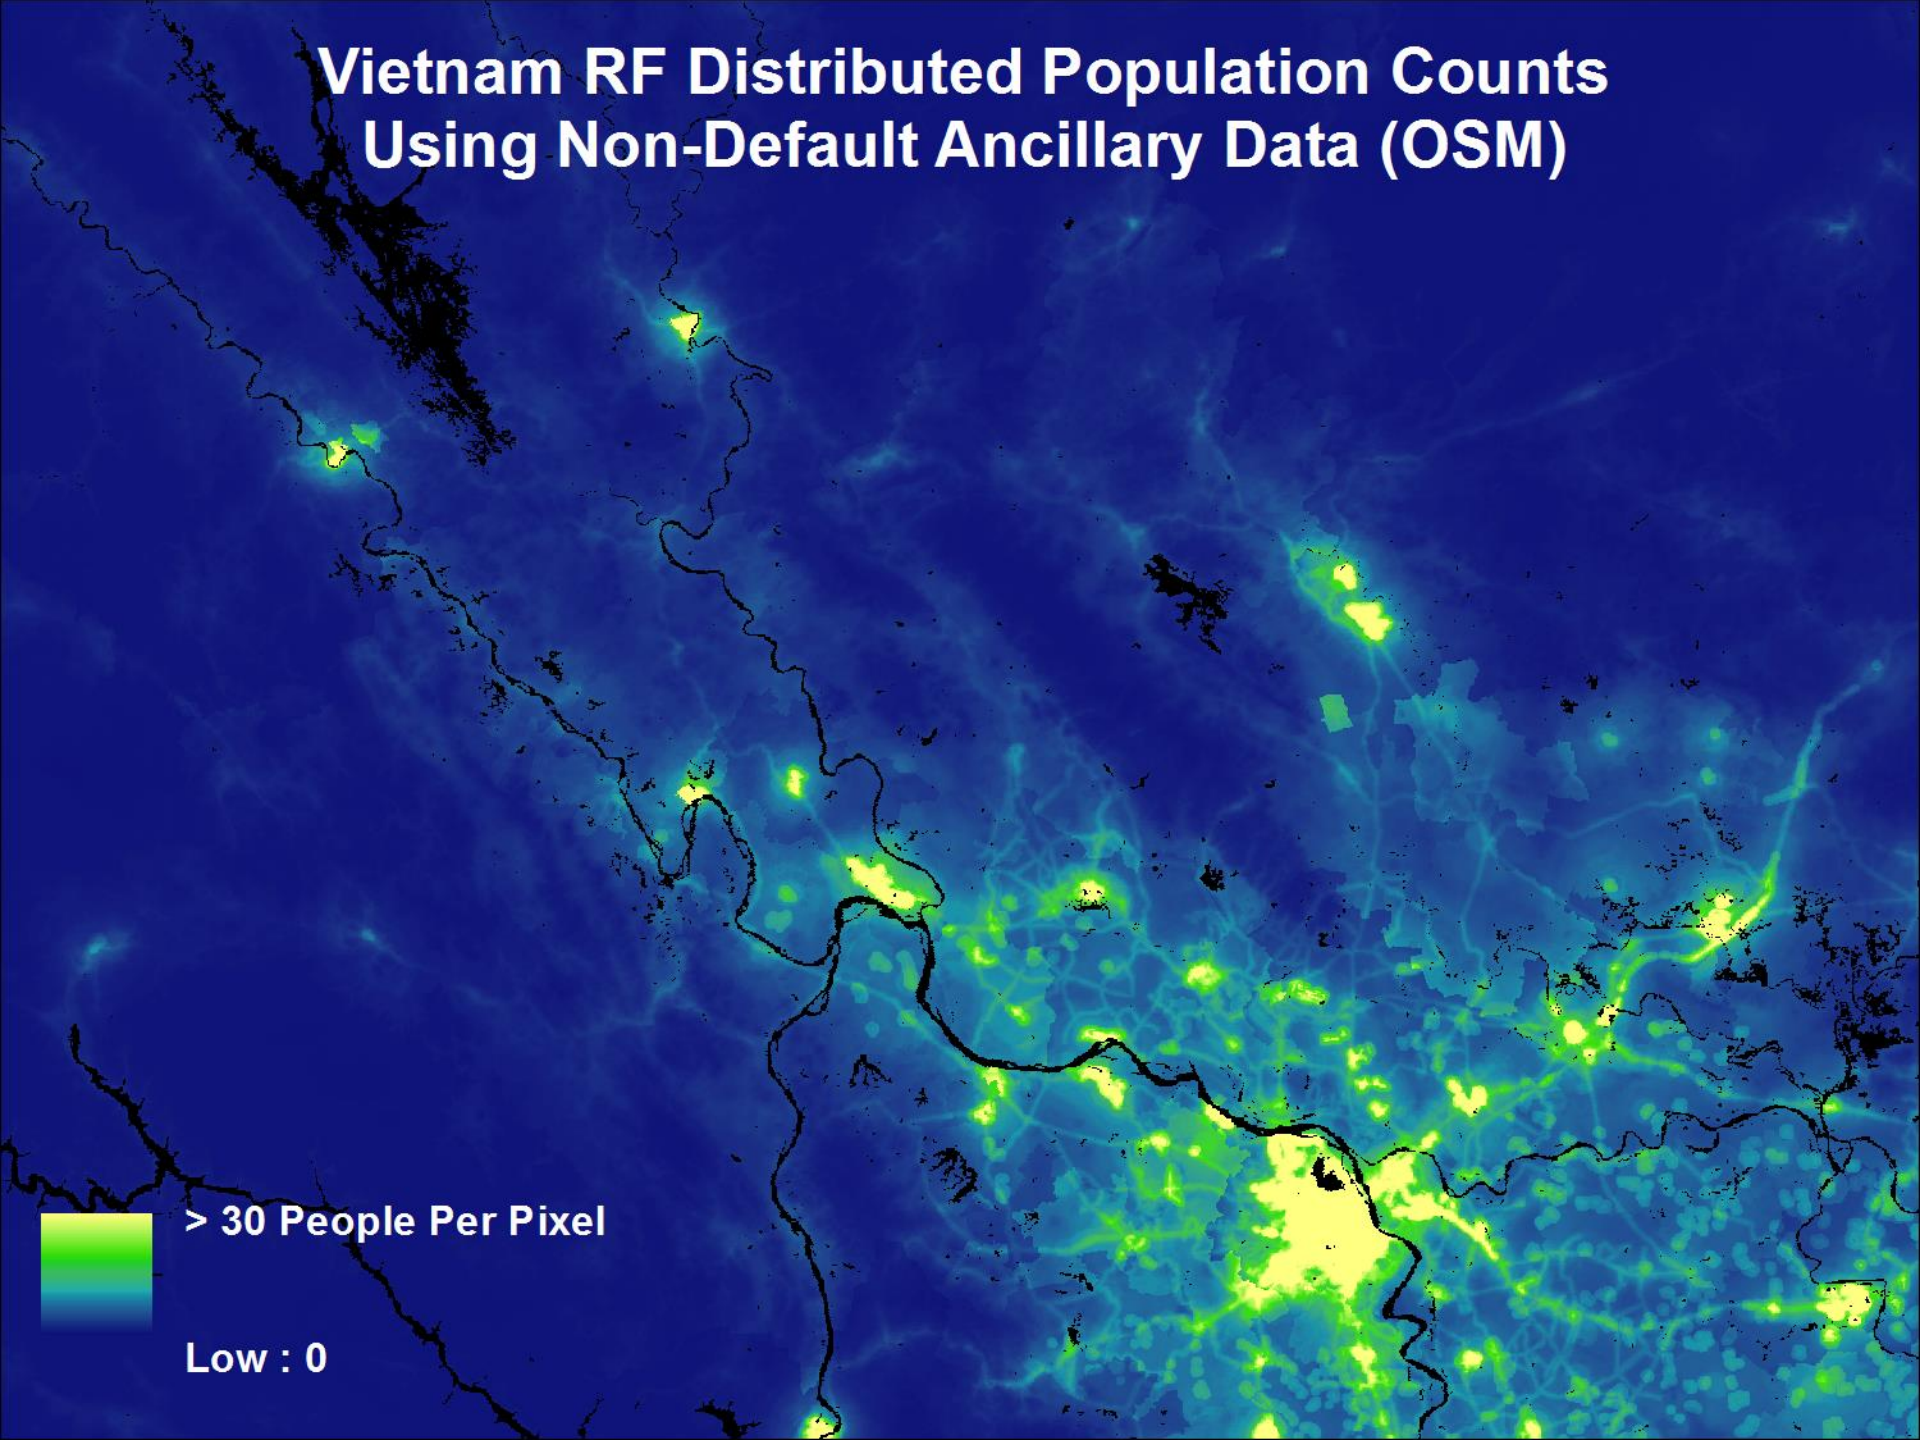 Vietnam RF Distributed Population Counts
Using Non-Default Ancillary Data (OSM)
> 30 People Per Pixel
Low : 0